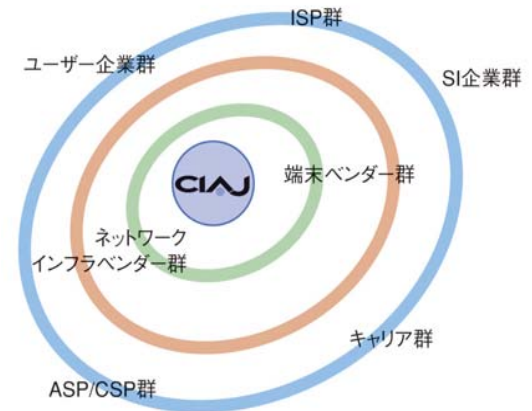 ISP群
ユーザー企業群
SI企業群
CIAJ
端末ベンダー群
ネットワーク
インフラベンダー群
キャリア群
ASP/CSP群